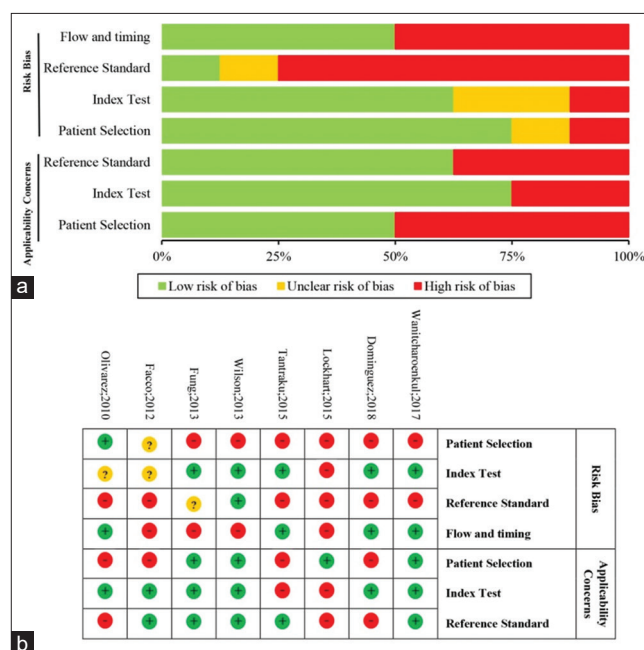 Risk Bias
Flow and timing
Reference Standard
Index Test
Patient Selection
Applicability Concerns
Reference Standard
Index Test
Patient Selection
0% 25% 50% 75% 100%
Low risk of bias Unclear risk of bias High risk of bias
a
Olivarez;2010 Facco;2012 Fung;2013 Wilson;2013 Tantraku;2015 Lockhart;2015 Dominguez;2018 Wanitcharoenkul;2017
+ ? - - - - - - Patient Selection
? ? + + + - + + Index Test
- - ? + - - - - Reference Standard
+ - - - + - + + Flow and timing
Risk Bias
- - + + - + - + Patient Selection
+ + + + - - + + Index Test
- + + + + - - + Reference Standard
Applicability
Concerns
b